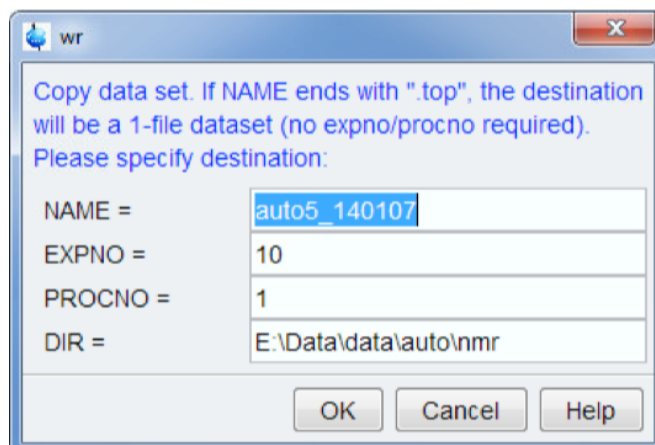 wr
Copy data set. If NAME ends with ".top", the destination
will be a 1-file dataset (no expno/procno required).
Please specify destination:
NAME = auto5_140107
EXPNO = 10
PROCNO = 1
DIR = E:\Data\data\auto\nmr
OK Cancel Help